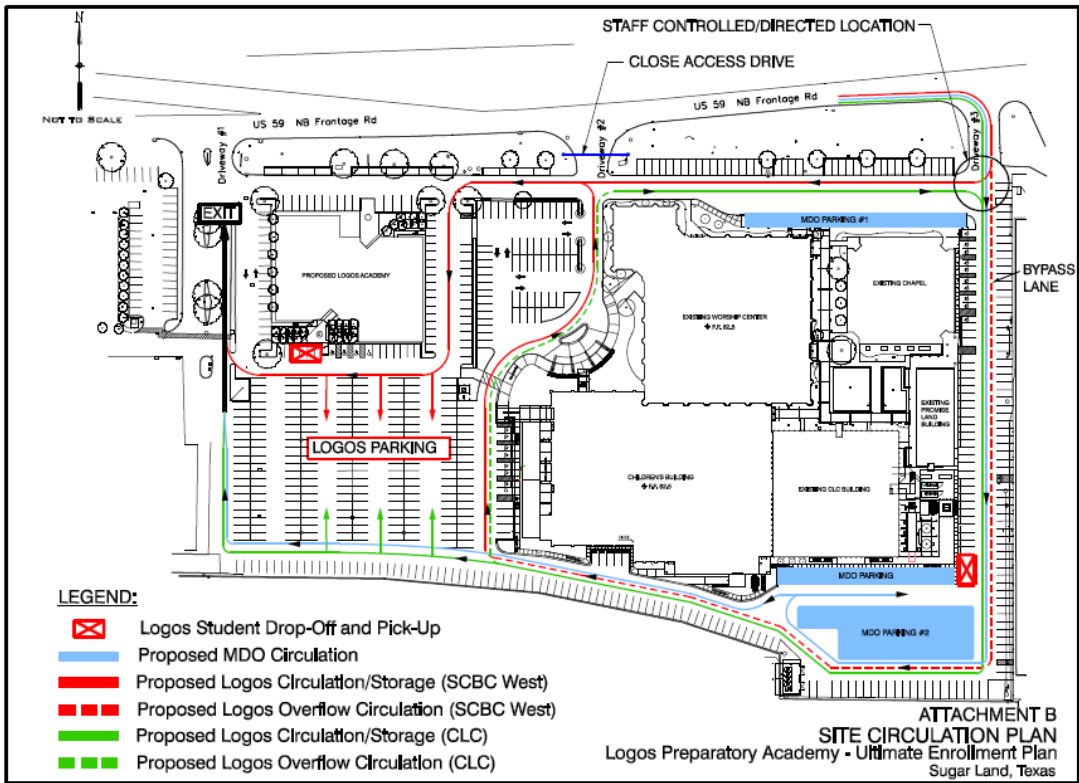 STAFF CONTROLLED/DIRECTED LOCATION
N
CLOSE ACCESS DRIVE
NOT TO SCALE
US 59 NB Frontage Rd
US 59 NB Frontage Rd
Driveway #1
Driveway #2
Driveway #3
EXIT
MDO PARKING #1
PROPOSED LOGOS ACADEMY
EXISTING CHAPEL
BYPASS
LANE
EXISTING WORSHIP CENTER
F.F. 82.5
EXISTING
PROMISE
LAND
BUILDING
LOGOS PARKING
CHILDREN'S BUILDING
F.F. 82.5
EXISTING CLC BUILDING
MDO PARKING
MDO PARKING #2
LEGEND:
Logos Student Drop-Off and Pick-Up
Proposed MDO Circulation
Proposed Logos Circulation/Storage (SCBC West)
Proposed Logos Overflow Circulation (SCBC West)
Proposed Logos Circulation/Storage (CLC)
Proposed Logos Overflow Circulation (CLC)
ATTACHMENT B
SITE CIRCULATION PLAN
Logos Preparatory Academy - Ultimate Enrollment Plan
Sugar Land, Texas